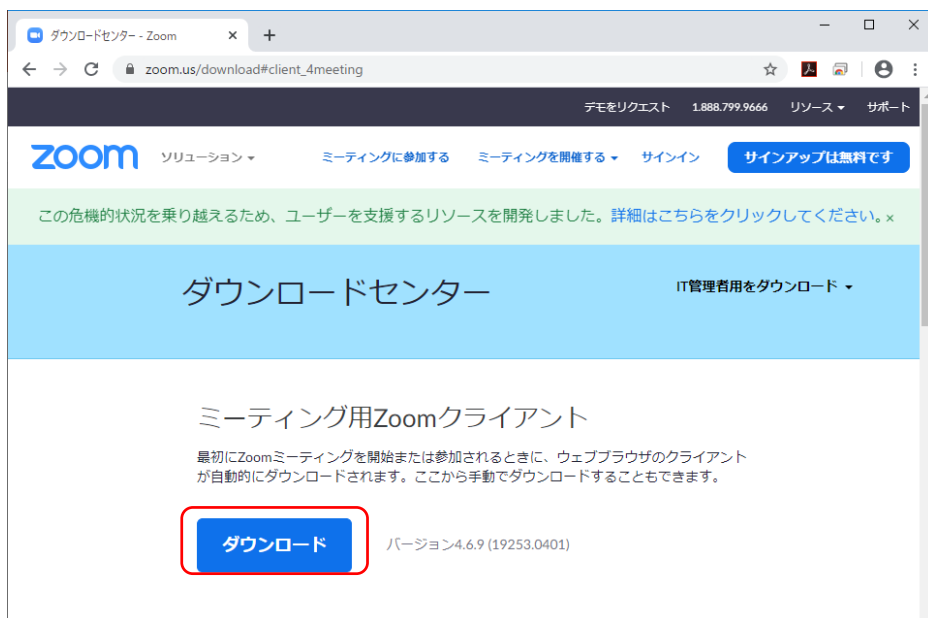 ダウンロードセンター - Zoom
zoom.us/download#client_4meeting
デモをリクエスト 1.888.799.9666 リソース サポート
zoom ソリューション ミーティングに参加する ミーティングを開催する サインイン サインアップは無料です
この危機的状況を乗り越えるため、ユーザーを支援するリソースを開発しました。詳細はこちらをクリックしてください。×
ダウンロードセンター IT管理者用をダウンロード
ミーティング用Zoomクライアント
最初にZoomミーティングを開始または参加されるときに、ウェブブラウザのクライアント
が自動的にダウンロードされます。ここから手動でダウンロードすることもできます。
ダウンロード バージョン4.6.9 (19253.0401)